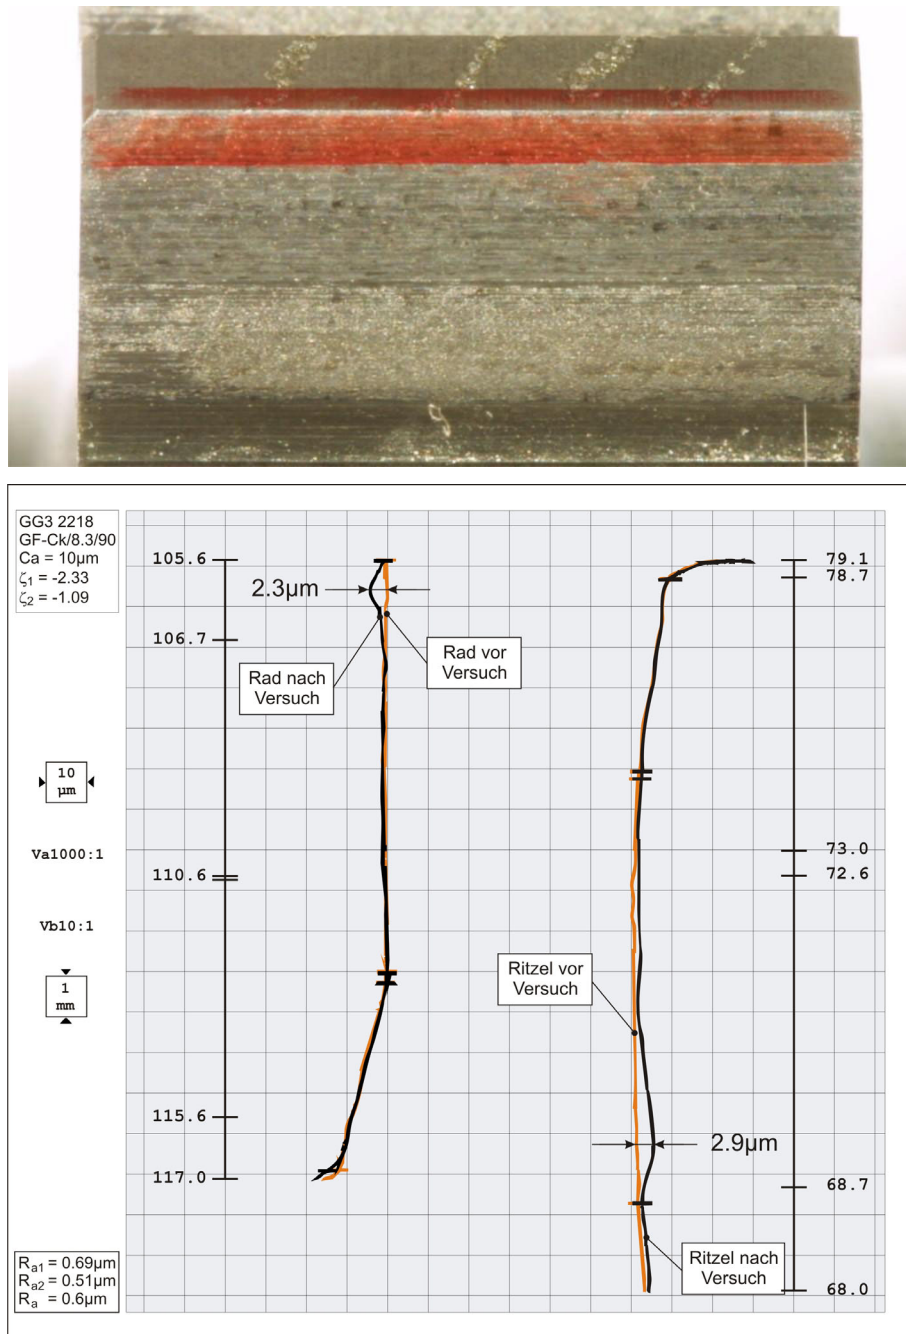 GG3 2218
GF-Ck/8.3/90
Ca = 10µm
ζ1 = -2.33
ζ2 = -1.09
105.6
2.3µm
106.7
Rad nach
Versuch
Rad vor
Versuch
10
µm
Va1000:1
110.6
Vb10:1
1
mm
115.6
117.0
79.1
78.7
73.0
72.6
Ritzel vor
Versuch
2.9µm
68.7
Ritzel nach
Versuch
68.0
Ra1 = 0.69µm
Ra2 = 0.51µm
Ra = 0.6µm